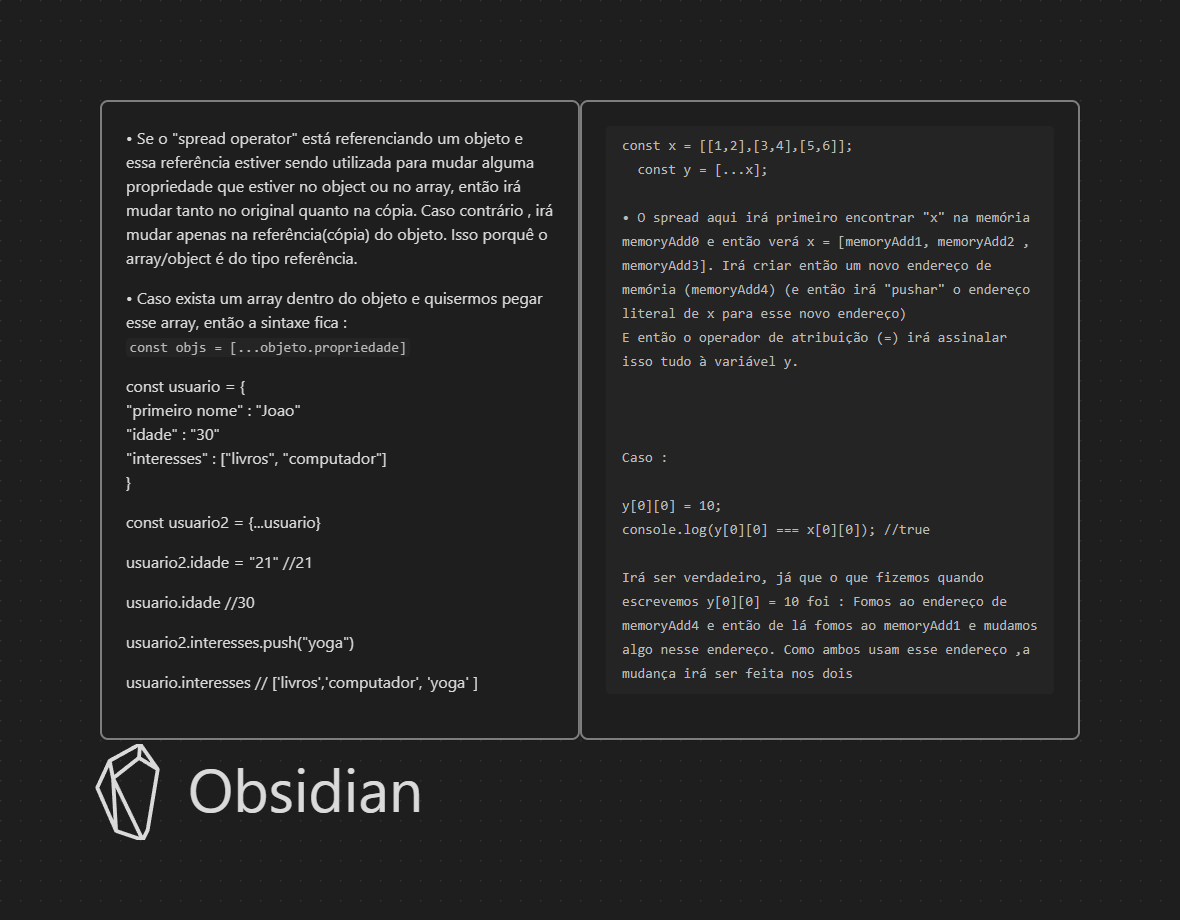 • Se o "spread operator" está referenciando um objeto e
essa referência estiver sendo utilizada para mudar alguma
propriedade que estiver no object ou no array, então irá
mudar tanto no original quanto na cópia. Caso contrário , irá
mudar apenas na referência(cópia) do objeto. Isso porquê o
array/object é do tipo referência.
• Caso exista um array dentro do objeto e quisermos pegar
esse array, então a sintaxe fica :
const objs = [...objeto.propriedade]
const usuario = {
"primeiro nome" : "Joao"
"idade" : "30"
"interesses" : ["livros", "computador"]
}
const usuario2 = {...usuario}
usuario2.idade = "21" //21
usuario.idade //30
usuario2.interesses.push("yoga")
usuario.interesses // ['livros','computador', 'yoga' ]
const x = [[1,2],[3,4],[5,6]];
const y = [...x];
• O spread aqui irá primeiro encontrar "x" na memória
memoryAdd0 e então verá x = [memoryAdd1, memoryAdd2 ,
memoryAdd3]. Irá criar então um novo endereço de
memória (memoryAdd4) (e então irá "pushar" o endereço
literal de x para esse novo endereço)
E então o operador de atribuição (=) irá assinalar
isso tudo à variável y.
Caso :
y[0][0] = 10;
console.log(y[0][0] === x[0][0]); //true
Irá ser verdadeiro, já que o que fizemos quando
escrevemos y[0][0] = 10 foi : Fomos ao endereço de
memoryAdd4 e então de lá fomos ao memoryAdd1 e mudamos
algo nesse endereço. Como ambos usam esse endereço ,a
mudança irá ser feita nos dois
Obsidian